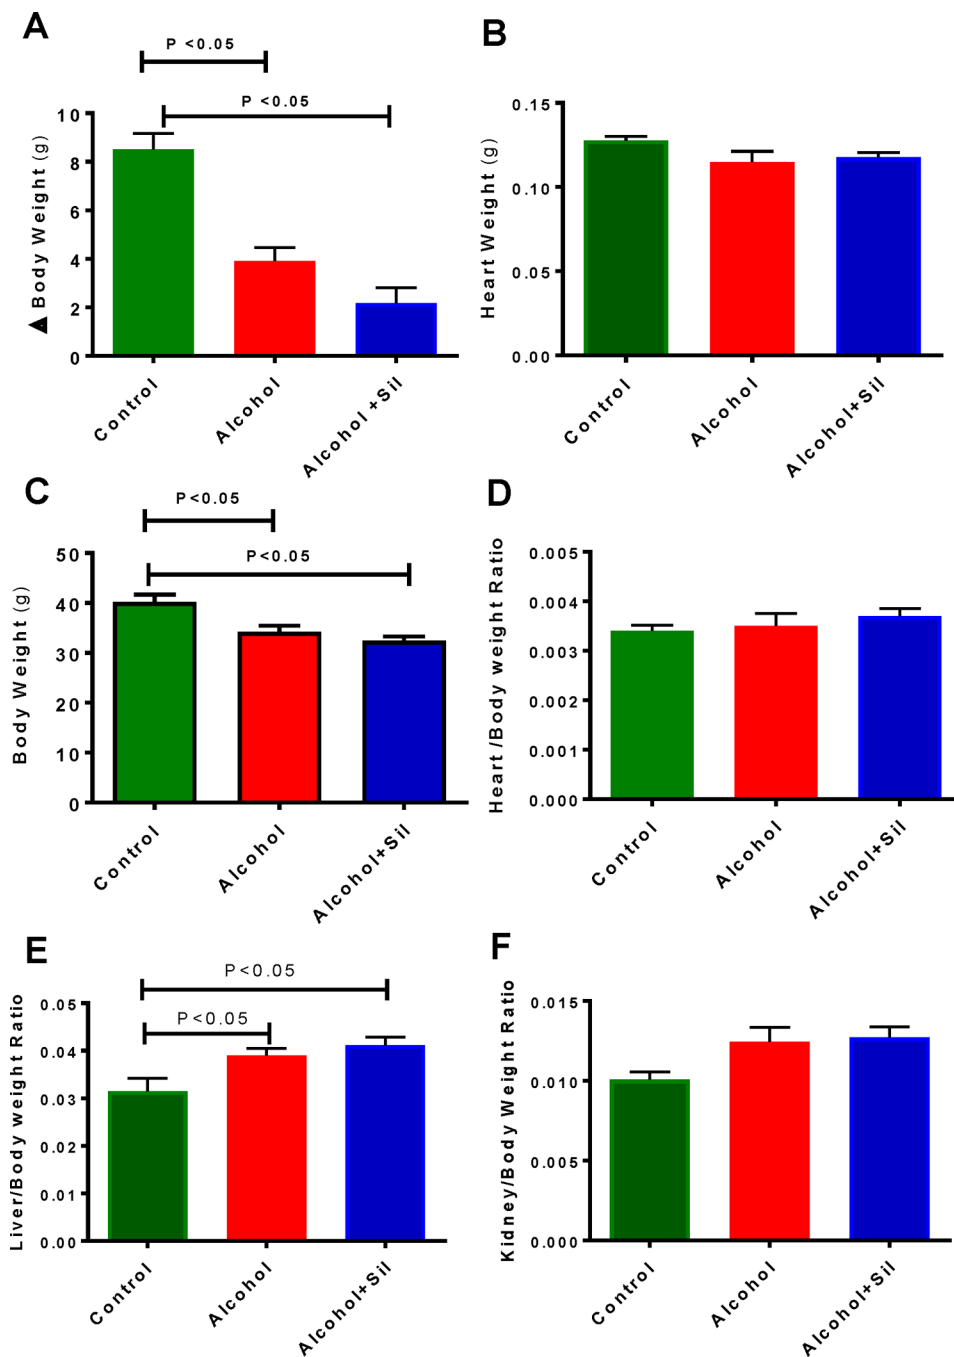 A
P <0.05
P <0.05
▲ Body Weight (g)
10
8
6
4
2
0
Control
Alcohol
Alcohol +Sil
B
Heart Weight (g)
0.15
0.10
0.05
0.00
Control
Alcohol
Alcohol+Sil
C
P<0.05
P<0.05
Body Weight (g)
50
40
30
20
10
0
Control
Alcohol
Alcohol+Sil
D
Heart /Body weight Ratio
0.005
0.004
0.003
0.002
0.001
0.000
Control
Alcohol
Alcohol+Sil
E
P<0.05
P<0.05
Liver/Body weight Ratio
0.05
0.04
0.03
0.02
0.01
0.00
Control
Alcohol
Alcohol+Sil
F
Kidney/Body Weight Ratio
0.015
0.010
0.005
0.000
Control
Alcohol
Alcohol+Sil